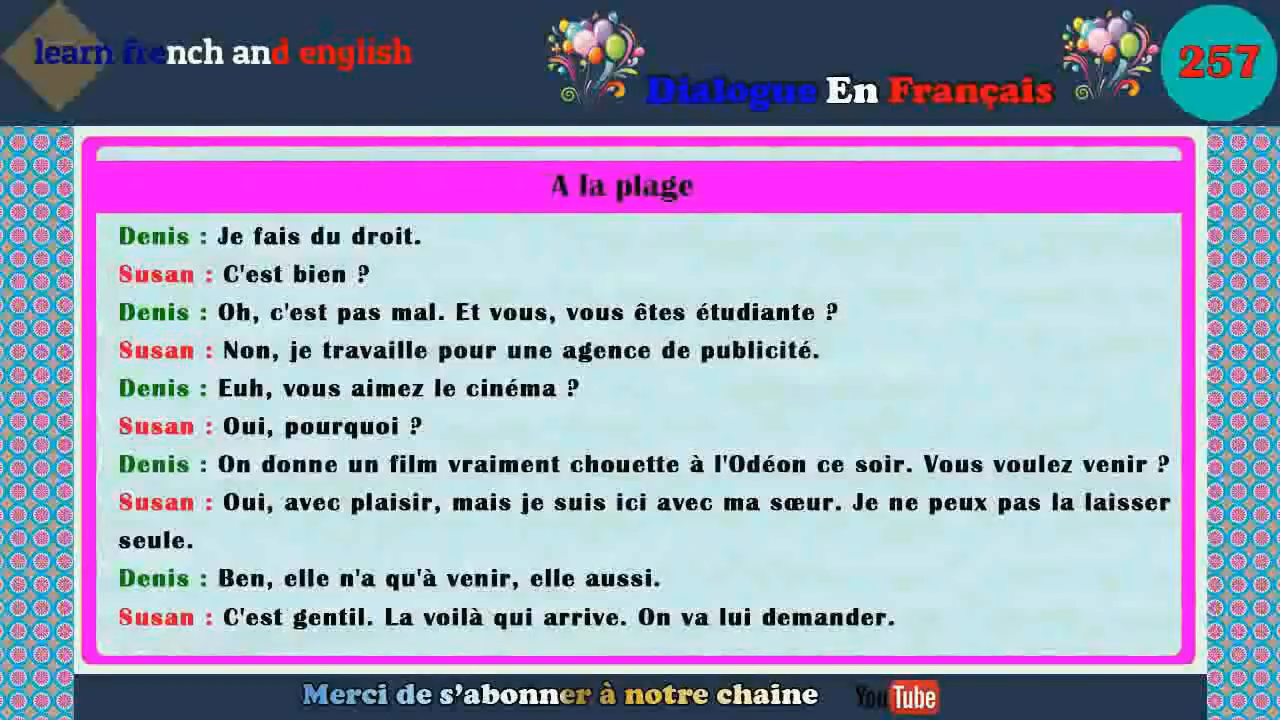 learn french and english
Dialogue En Français
257
A la plage
Denis : Je fais du droit.
Susan : C'est bien ?
Denis : Oh, c'est pas mal. Et vous, vous êtes étudiante ?
Susan : Non, je travaille pour une agence de publicité.
Denis : Euh, vous aimez le cinéma ?
Susan : Oui, pourquoi ?
Denis : On donne un film vraiment chouette à l'Odéon ce soir. Vous voulez venir ?
Susan : Oui, avec plaisir, mais je suis ici avec ma sœur. Je ne peux pas la laisser
seule.
Denis : Ben, elle n'a qu'à venir, elle aussi.
Susan : C'est gentil. La voilà qui arrive. On va lui demander.
Merci de s’abonner à notre chaine YouTube